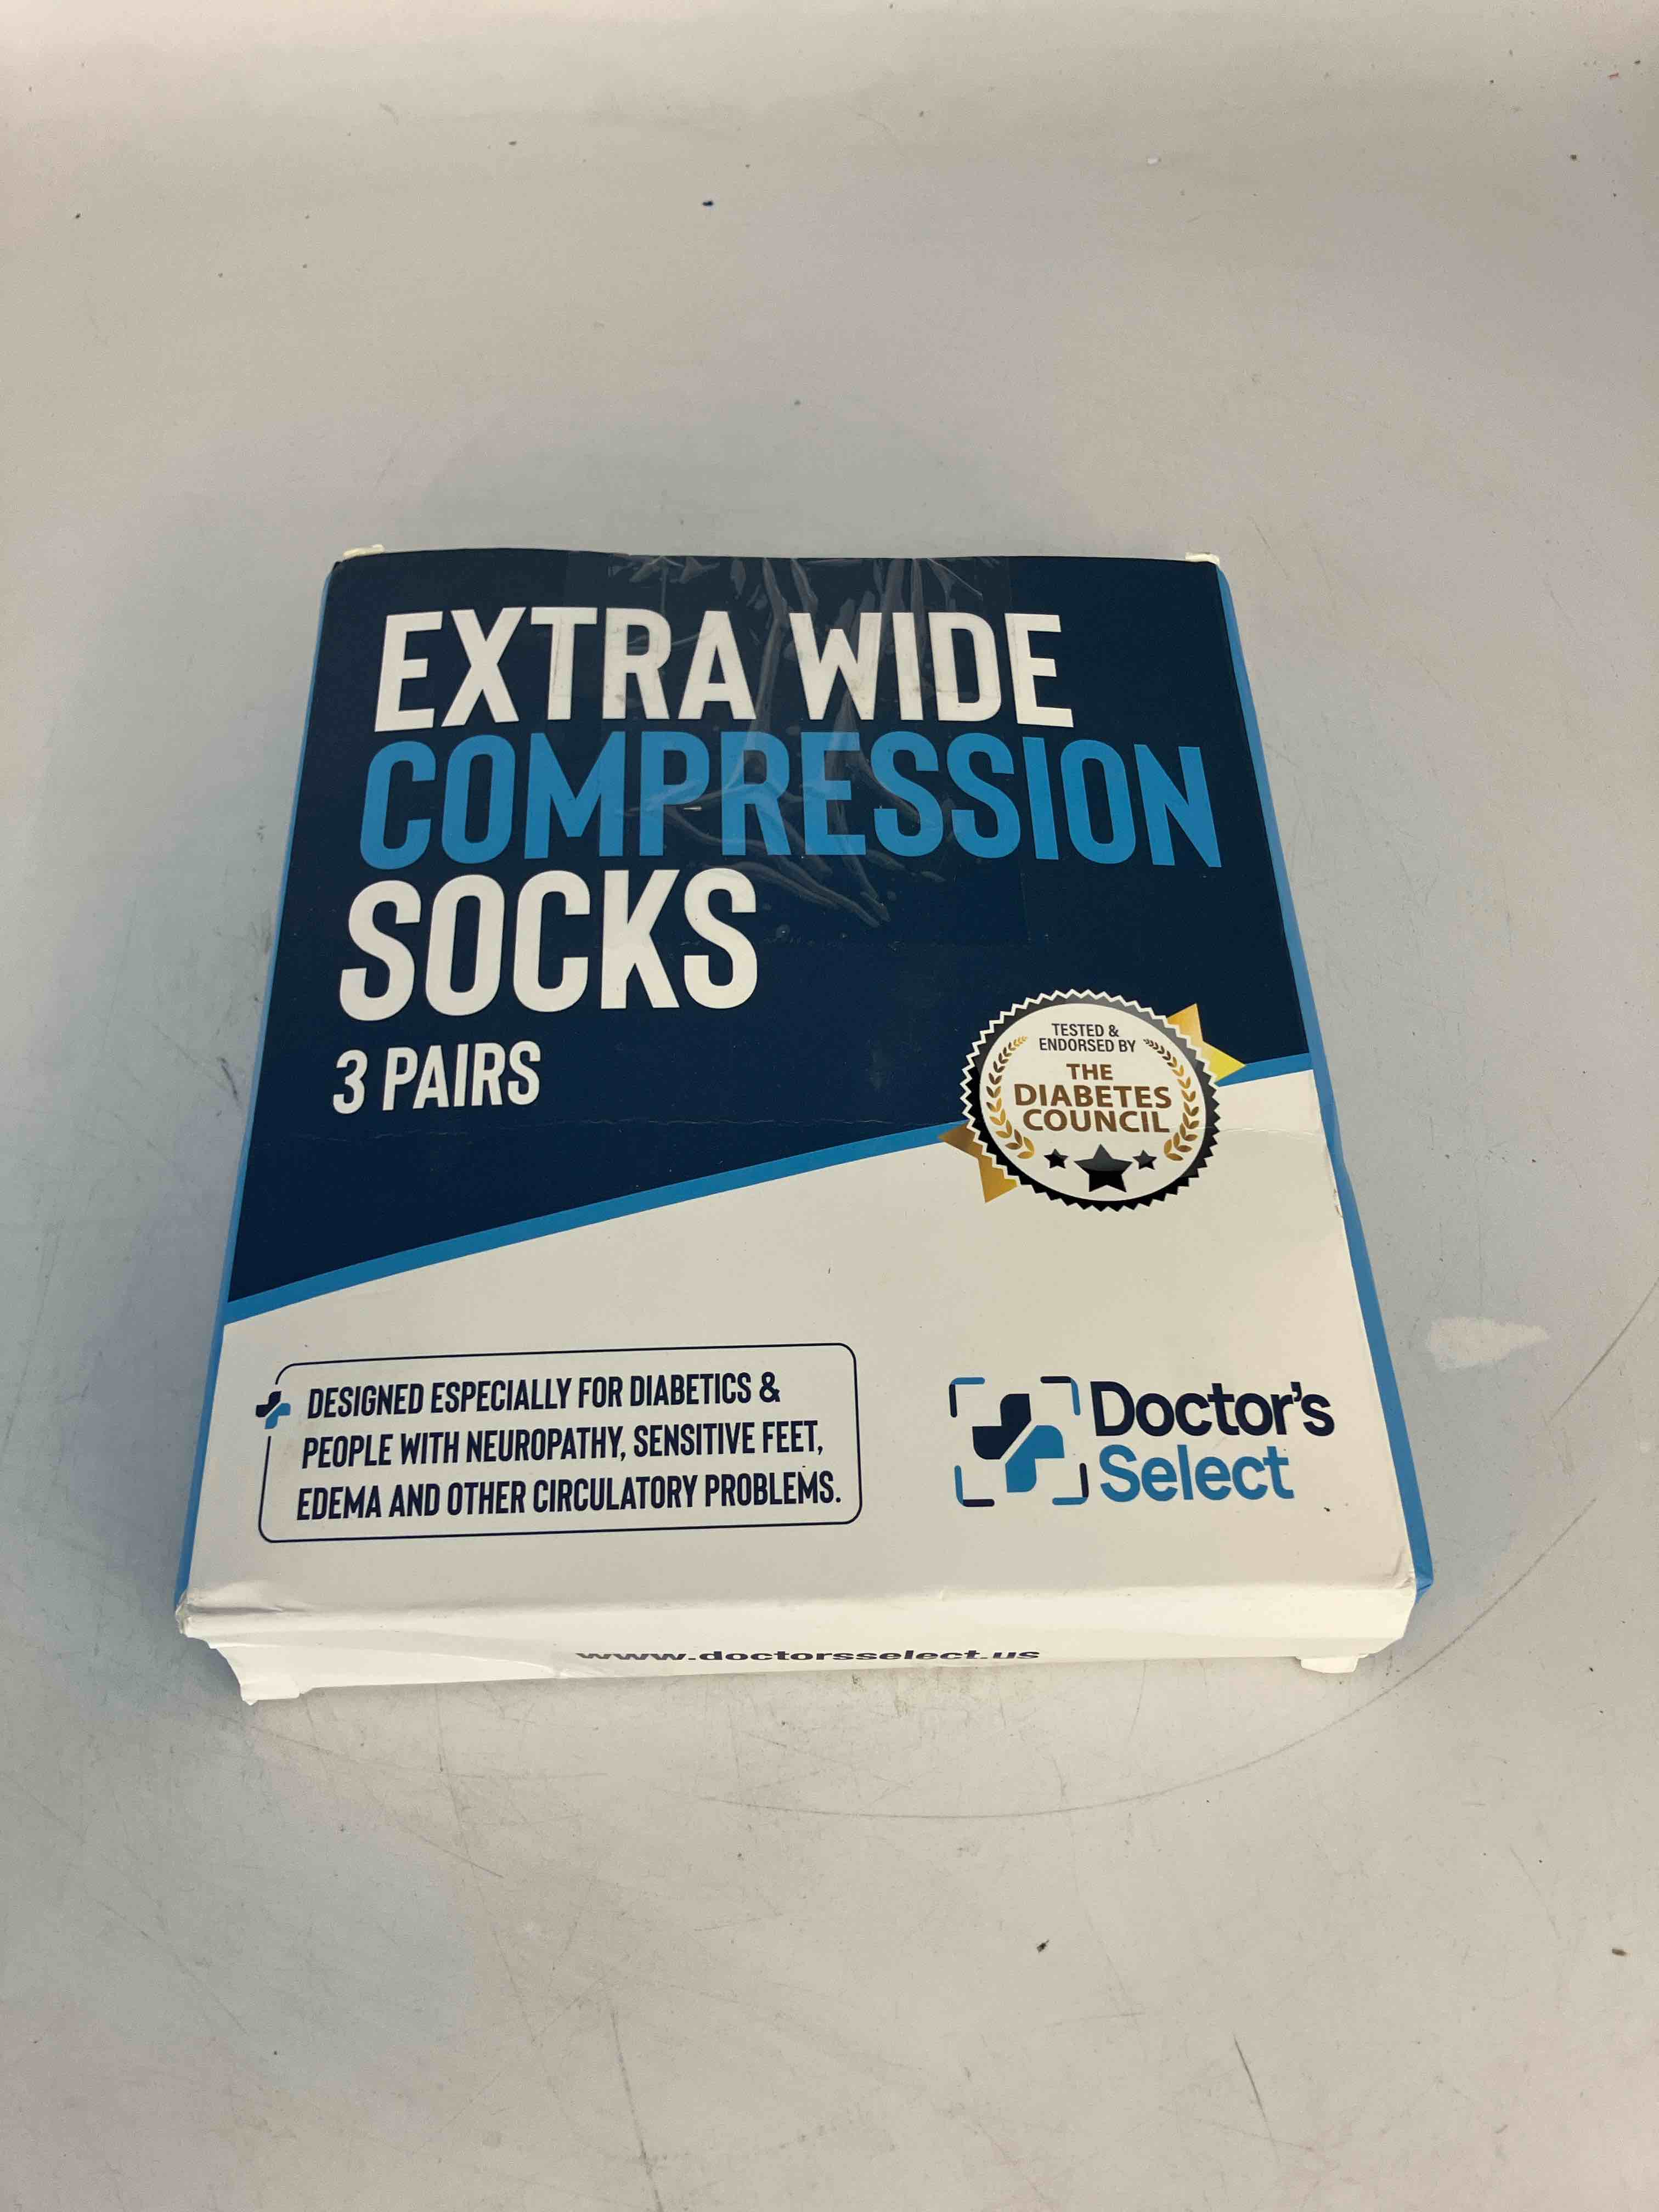 EXTRA WIDE
COMPRESSION
SOCKS
3 PAIRS
TESTED &
ENDORSED BY
THE
DIABETES
COUNCIL
DESIGNED ESPECIALLY FOR DIABETICS &
PEOPLE WITH NEUROPATHY, SENSITIVE FEET,
EDEMA AND OTHER CIRCULATORY PROBLEMS.
Doctor's
Select
www.doctorsselect.us